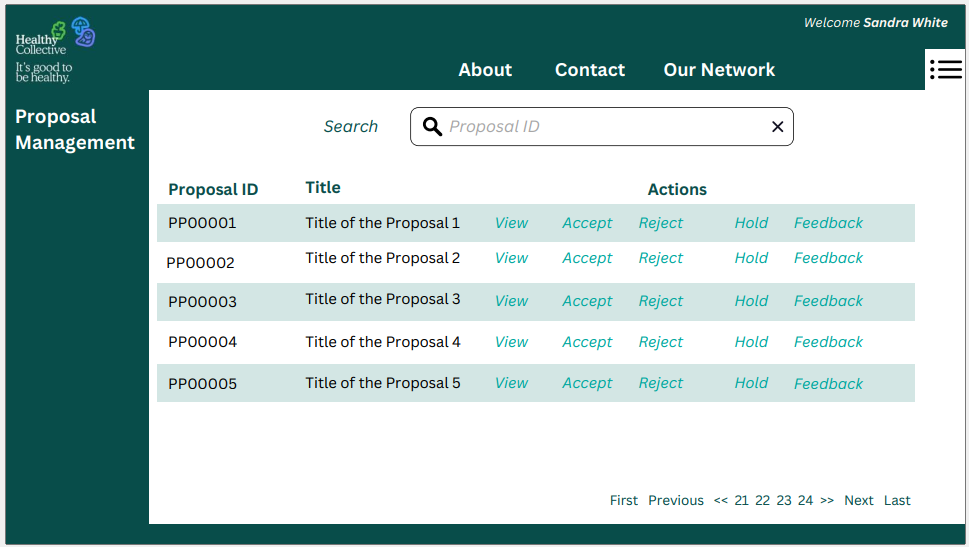 Welcome Sandra White
Healthy
Collective
It's good to
be healthy.
About Contact Our Network
Proposal
Management
Search Proposal ID
Proposal ID Title Actions
PP00001 Title of the Proposal 1 View Accept Reject Hold Feedback
PP00002 Title of the Proposal 2 View Accept Reject Hold Feedback
PP00003 Title of the Proposal 3 View Accept Reject Hold Feedback
PP00004 Title of the Proposal 4 View Accept Reject Hold Feedback
PP00005 Title of the Proposal 5 View Accept Reject Hold Feedback
First Previous << 21 22 23 24 >> Next Last